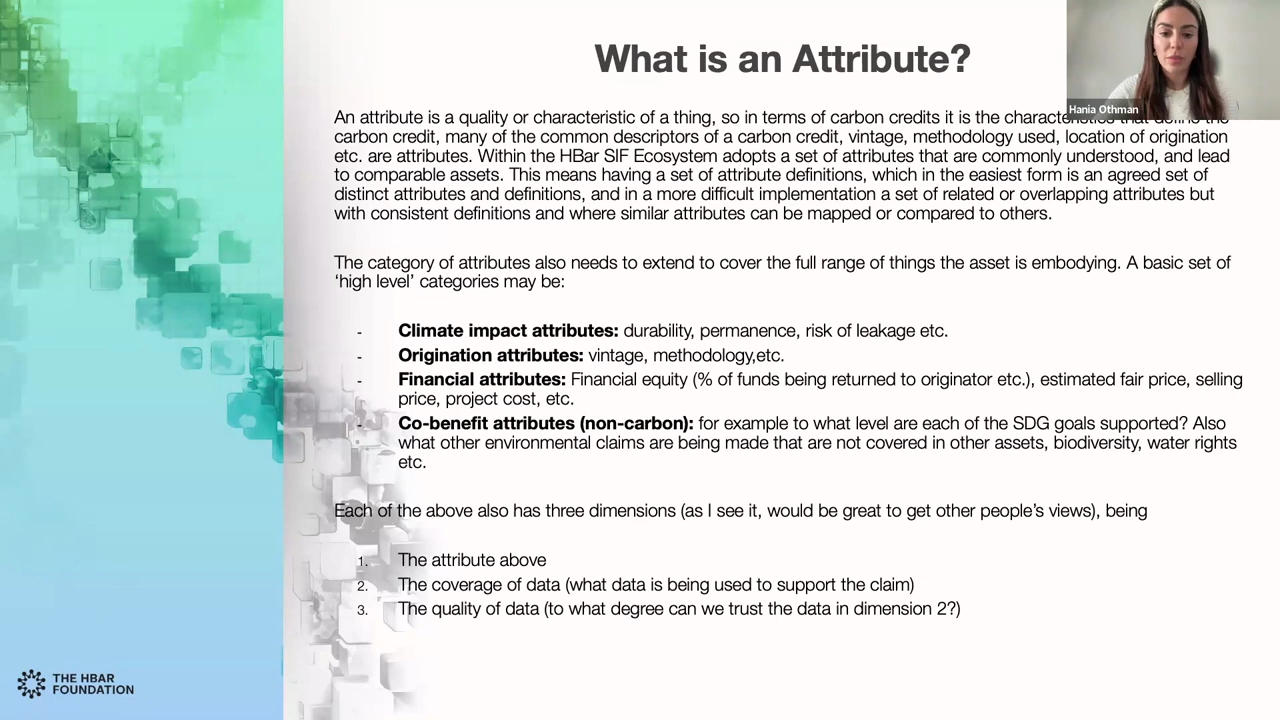 What is an Attribute?
Hania Othman
An attribute is a quality or characteristic of a thing, so in terms of carbon credits it is the
carbon credit, many of the common descriptors of a carbon credit, vintage, methodology used, location of origination
etc. are attributes. Within the HBar SIF Ecosystem adopts a set of attributes that are commonly understood, and lead
to comparable assets. This means having a set of attribute definitions, which in the easiest form is an agreed set of
distinct attributes and definitions, and in a more difficult implementation a set of related or overlapping attributes but
with consistent definitions and where similar attributes can be mapped or compared to others.
The category of attributes also needs to extend to cover the full range of things the asset is embodying. A basic set of
‘high level’ categories may be:
- Climate impact attributes: durability, permanence, risk of leakage etc.
- Origination attributes: vintage, methodology,etc.
- Financial attributes: Financial equity (% of funds being returned to originator etc.), estimated fair price, selling
price, project cost, etc.
- Co-benefit attributes (non-carbon): for example to what level are each of the SDG goals supported? Also
what other environmental claims are being made that are not covered in other assets, biodiversity, water rights
etc.
Each of the above also has three dimensions (as I see it, would be great to get other people’s views), being
1. The attribute above
2. The coverage of data (what data is being used to support the claim)
3. The quality of data (to what degree can we trust the data in dimension 2?)
THE HBAR
FOUNDATION